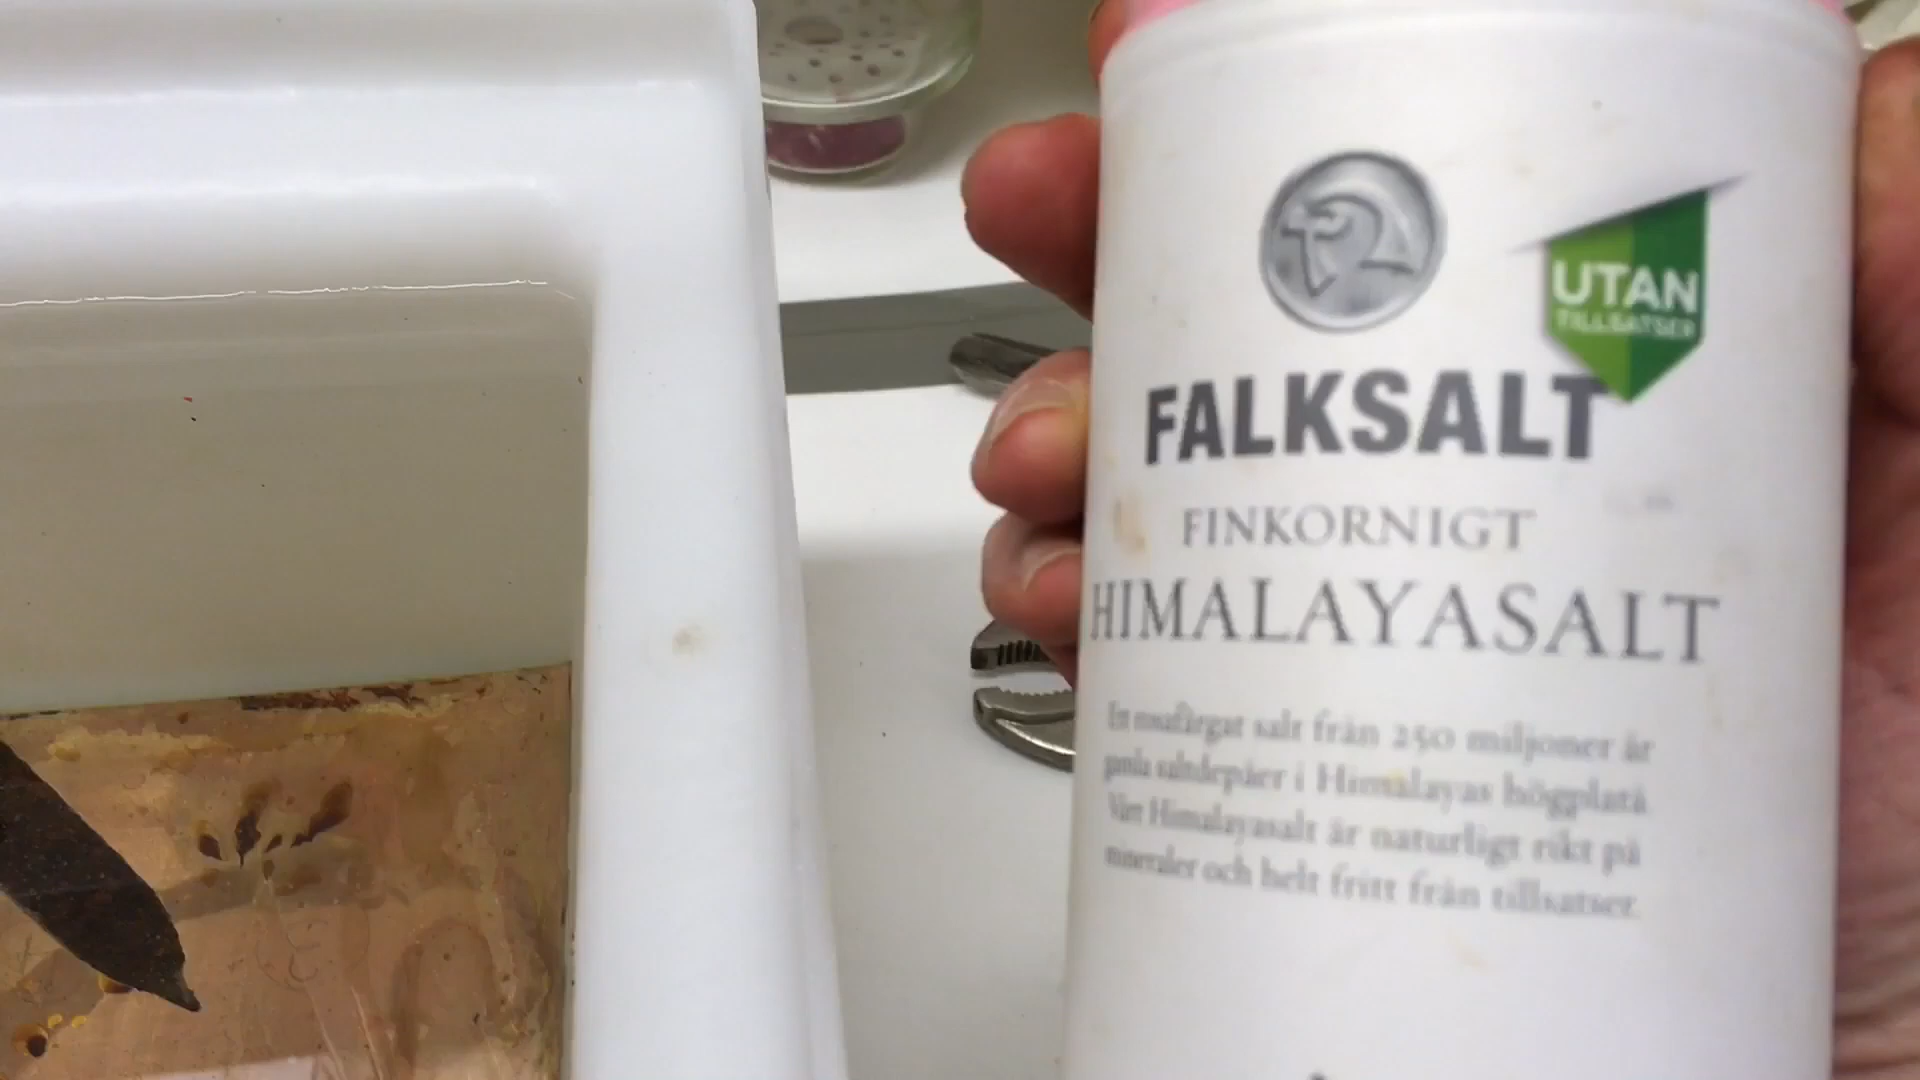 UTAN
TILLSATSER
FALKSALT
FINKORNIGT
HIMALAYASALT
Ett rosafärgat salt från 250 miljoner år
gamla saltdepåer i Himalayas högplatå
Vårt Himalayasalt är naturligt rikt på
mineraler och helt fritt från tillsatser.